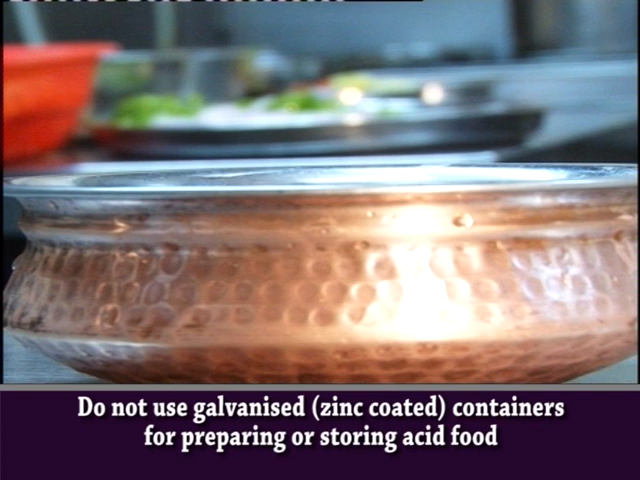 Do not use galvanised (zinc coated) containers
for preparing or storing acid food